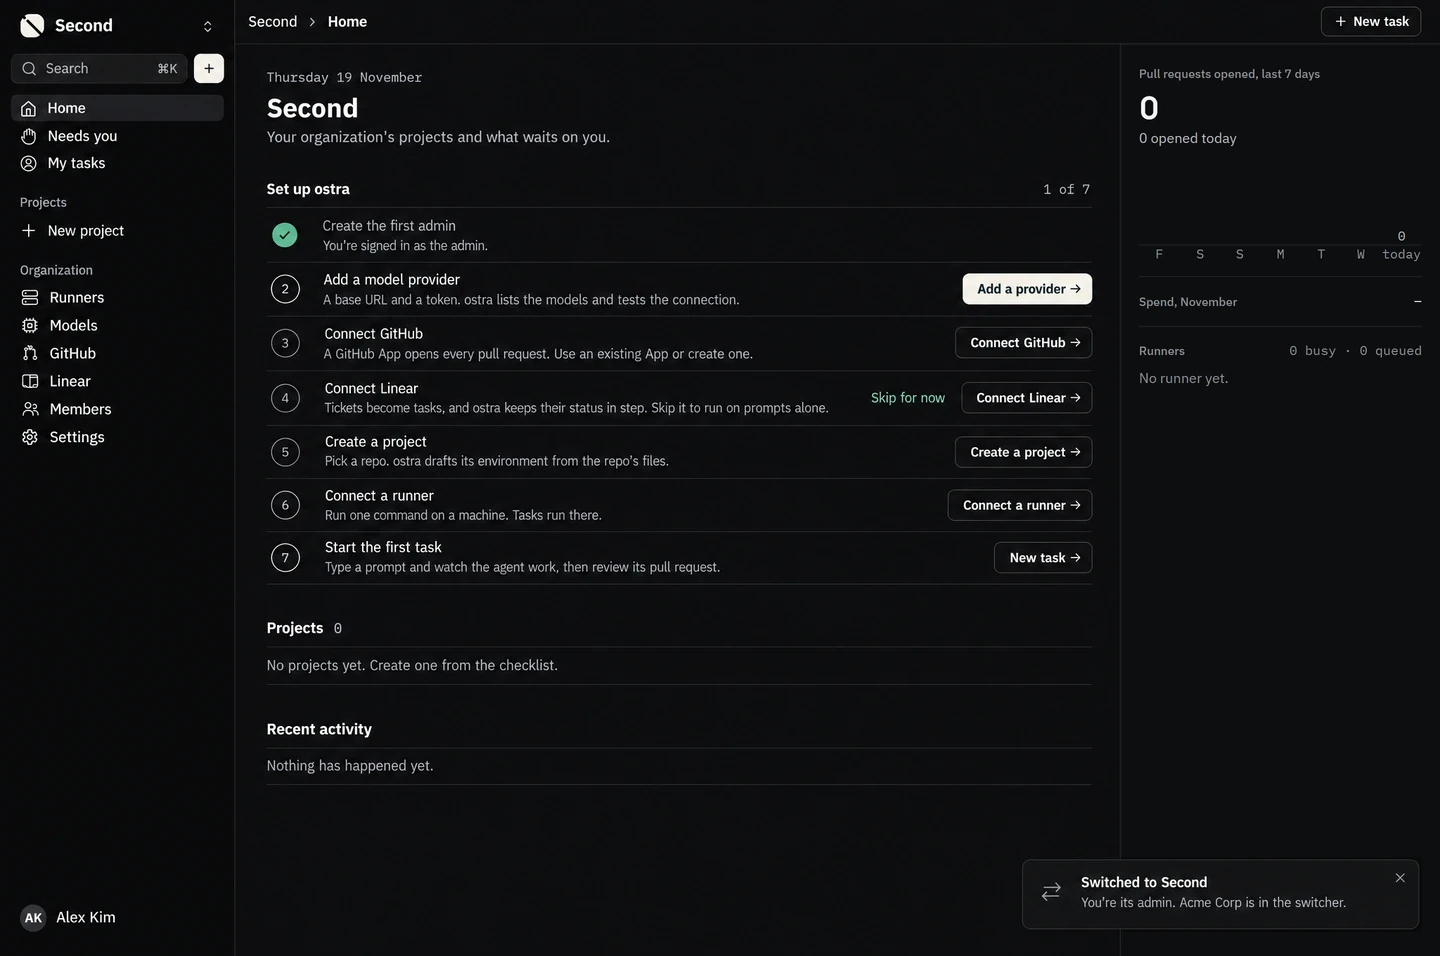 Second
Search ⌘K
+
Home
Needs you
My tasks
Projects
New project
Organization
Runners
Models
GitHub
Linear
Members
Settings
AK Alex Kim
Second > Home
+ New task
Thursday 19 November
Second
Your organization's projects and what waits on you.
Set up ostra 1 of 7
Create the first admin
You're signed in as the admin.
2 Add a model provider
A base URL and a token. ostra lists the models and tests the connection.
Add a provider →
3 Connect GitHub
A GitHub App opens every pull request. Use an existing App or create one.
Connect GitHub →
4 Connect Linear
Tickets become tasks, and ostra keeps their status in step. Skip it to run on prompts alone.
Skip for now Connect Linear →
5 Create a project
Pick a repo. ostra drafts its environment from the repo's files.
Create a project →
6 Connect a runner
Run one command on a machine. Tasks run there.
Connect a runner →
7 Start the first task
Type a prompt and watch the agent work, then review its pull request.
New task →
Projects 0
No projects yet. Create one from the checklist.
Recent activity
Nothing has happened yet.
Pull requests opened, last 7 days
0
0 opened today
0
F S S M T W today
Spend, November –
Runners 0 busy · 0 queued
No runner yet.
Switched to Second
You're its admin. Acme Corp is in the switcher.